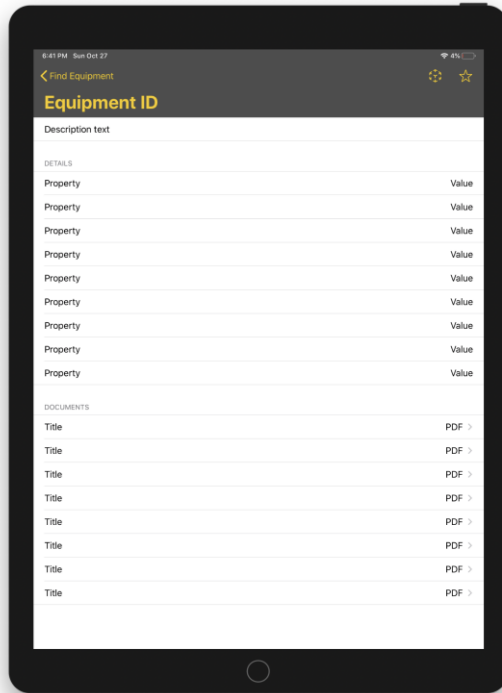 6:41 PM Sun Oct 27 4%
Find Equipment
Equipment ID
Description text
DETAILS
Property Value
Property Value
Property Value
Property Value
Property Value
Property Value
Property Value
Property Value
Property Value
DOCUMENTS
Title PDF
Title PDF
Title PDF
Title PDF
Title PDF
Title PDF
Title PDF
Title PDF